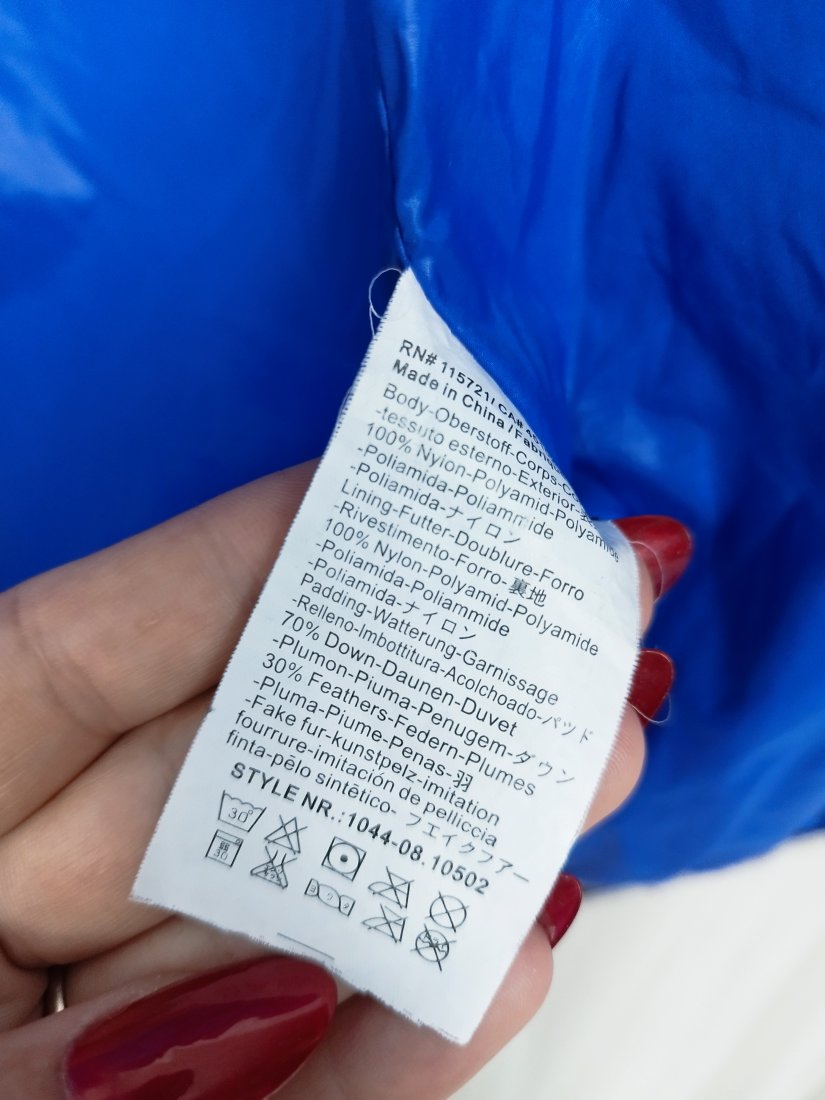 RN# 115721/ CA#
Made in China /
Body-Oberstoff-Corps-
-tessuto esterno-Exterior-
100% Nylon-Polyamid-Polyamide
-Poliamida-Poliammide
-Poliamida-ナイロン
Lining-Futter-Doublure-Forro
-Rivestimento-Forro-裏地
100% Nylon-Polyamid-Polyamide
-Poliamida-Poliammide
-Poliamida-ナイロン
Padding-Watterung-Garnissage
-Relleno-Imbottitura-Acolchoado-パッド
70% Down-Daunen-Duvet
-Plumon-Piuma-Penugem-ダウン
30% Feathers-Federn-Plumes
-Pluma-Piume-Penas-羽
-Fake fur-kunstpelz-imitation
fourrure-imitación de pelliccia
finta-pêlo sintêtico-フェイクファー
STYLE NR.:1044-08.10502
30°
30